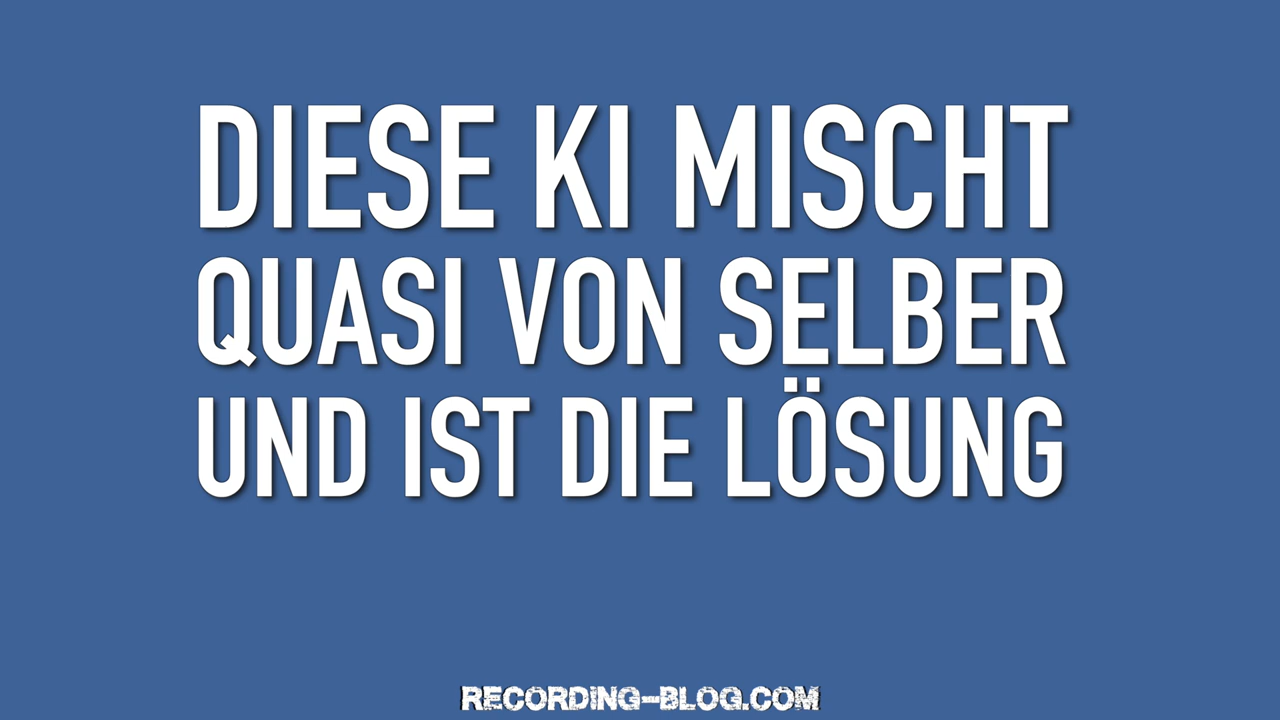 DIESE KI MISCHT
QUASI VON SELBER
UND IST DIE LÖSUNG
RECORDING-BLOG.COM